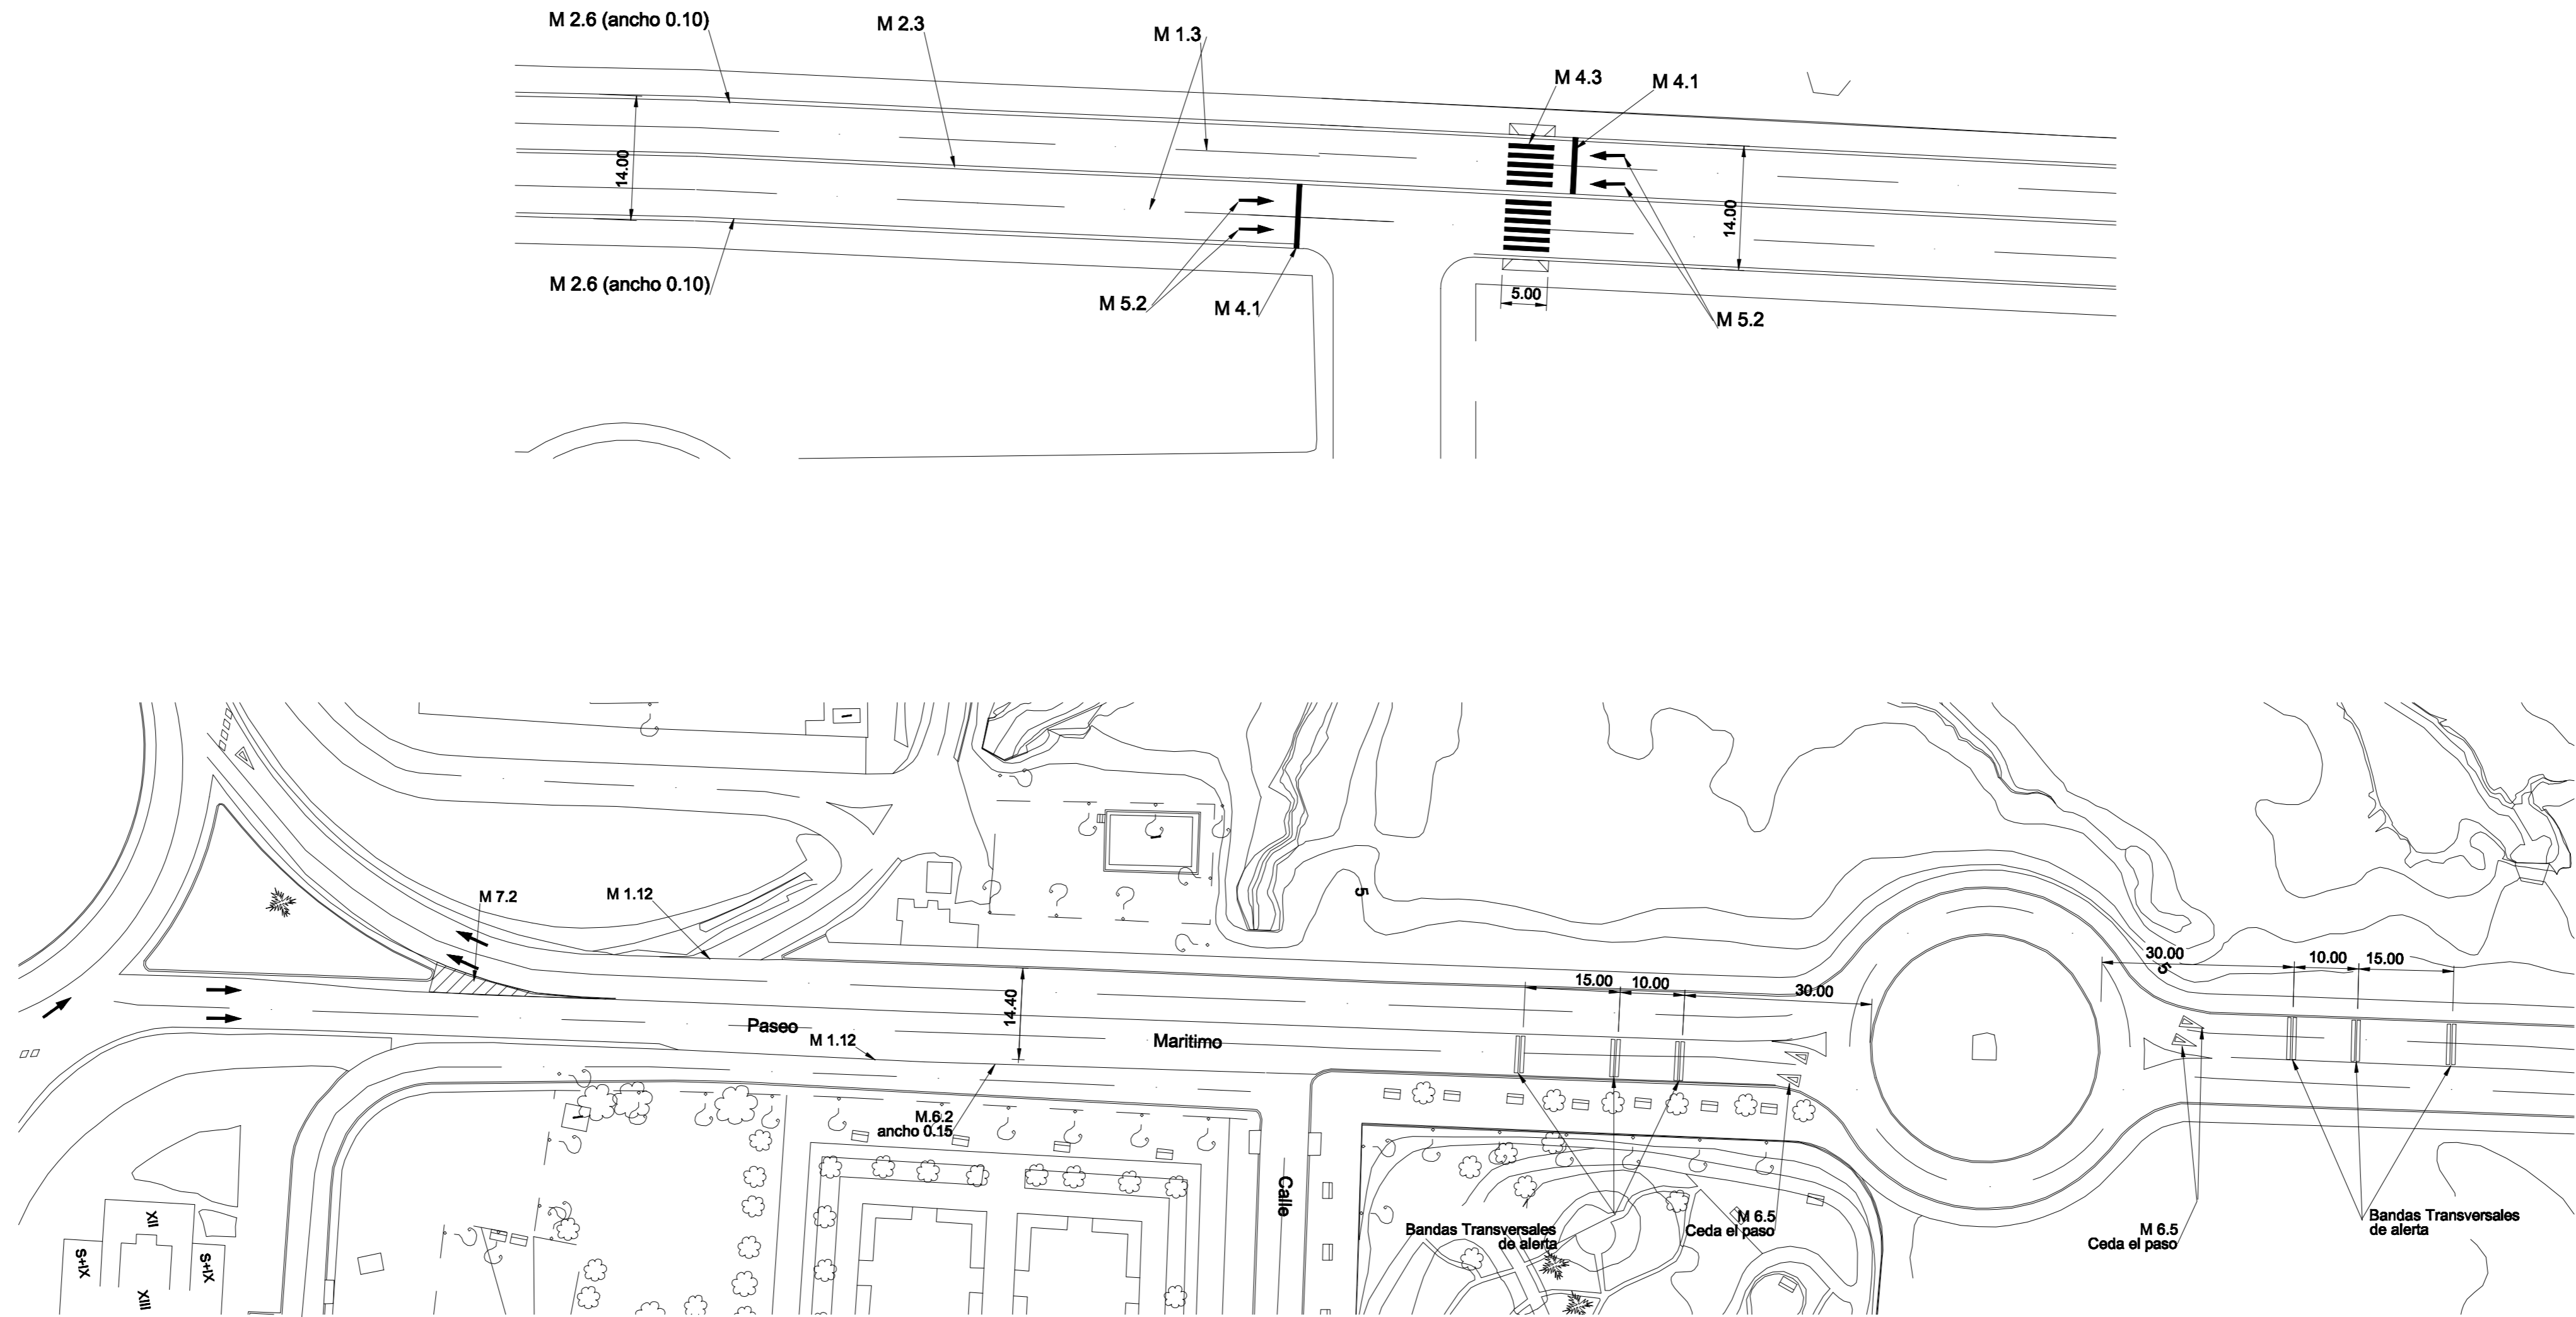 M 2.6 (ancho 0.10)
M 2.3
M 1.3
M 4.3
M 4.1
14.00
14.00
M 2.6 (ancho 0.10)
M 5.2
M 4.1
5.00
M 5.2
M 7.2
M 1.12
5
15.00
10.00
30.00
30.00
5
10.00
15.00
14.40
Paseo
Maritimo
M 1.12
M.6.2
ancho 0.15
Calle
Bandas Transversales
de alerta
M 6.5
Ceda el paso
M 6.5
Ceda el paso
Bandas Transversales
de alerta
XII
S+IX
S+IX
XIII
I
I
I